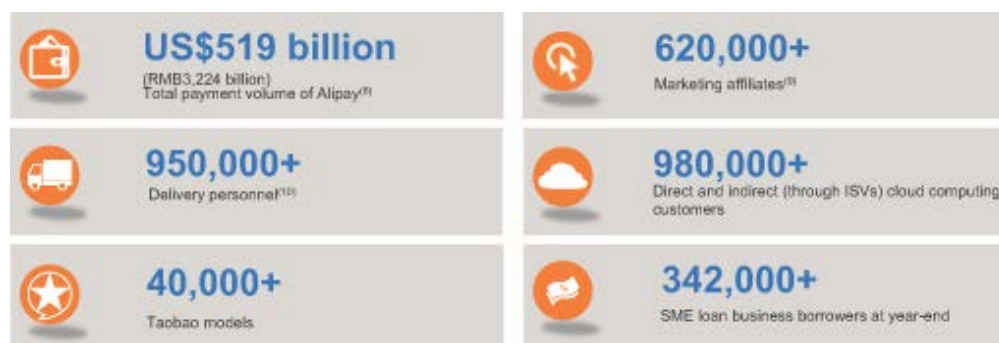 US$519 billion
(RMB3,224 billion)
Total payment volume of Alipay(8)
620,000+
Marketing affiliates(9)
950,000+
Delivery personnel(10)
980,000+
Direct and indirect (through ISVs) cloud computing
customers
40,000+
Taobao models
342,000+
SME loan business borrowers at year-end